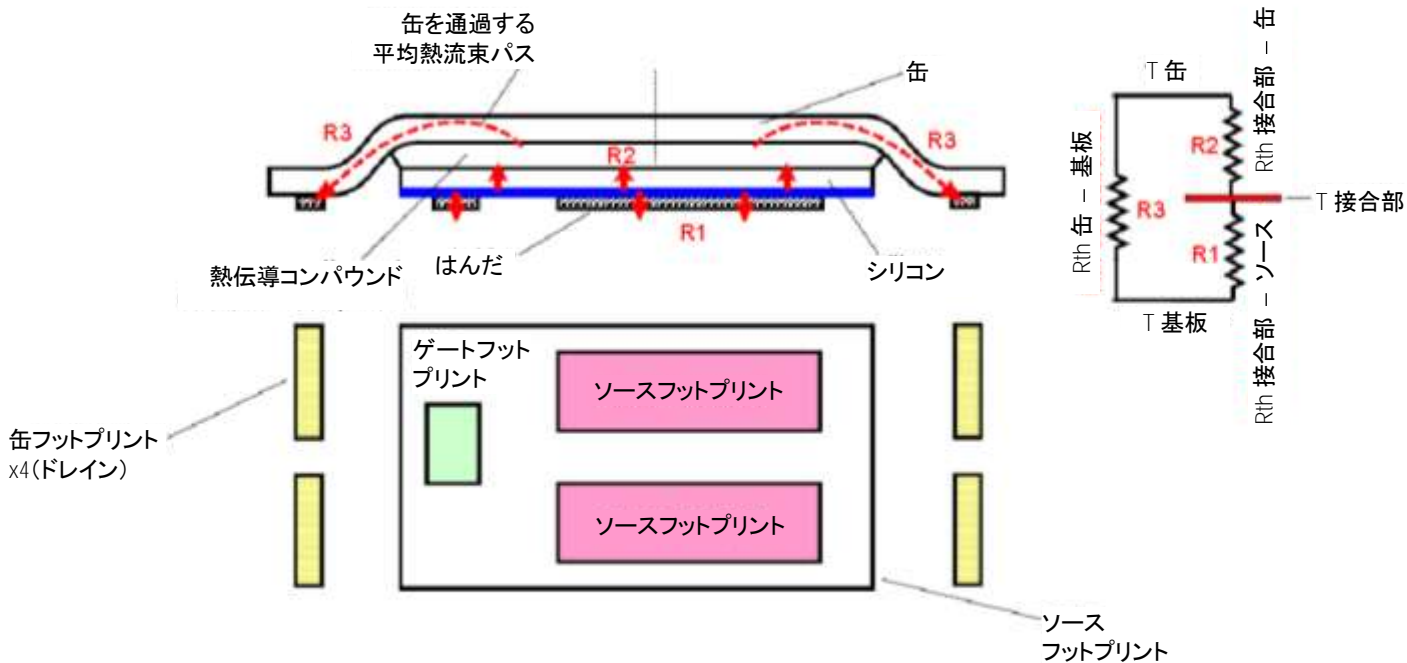 缶を通過する
平均熱流束パス
缶
R3
R2
R3
R1
熱伝導コンパウンド
はんだ
シリコン
T 缶
Rth 接合部 – 缶
R2
Rth 缶 – 基板
R3
T 接合部
R1
Rth 接合部 – ソース
T 基板
ゲートフット
プリント
ソースフットプリント
缶フットプリント
x4(ドレイン)
ソースフットプリント
ソース
フットプリント